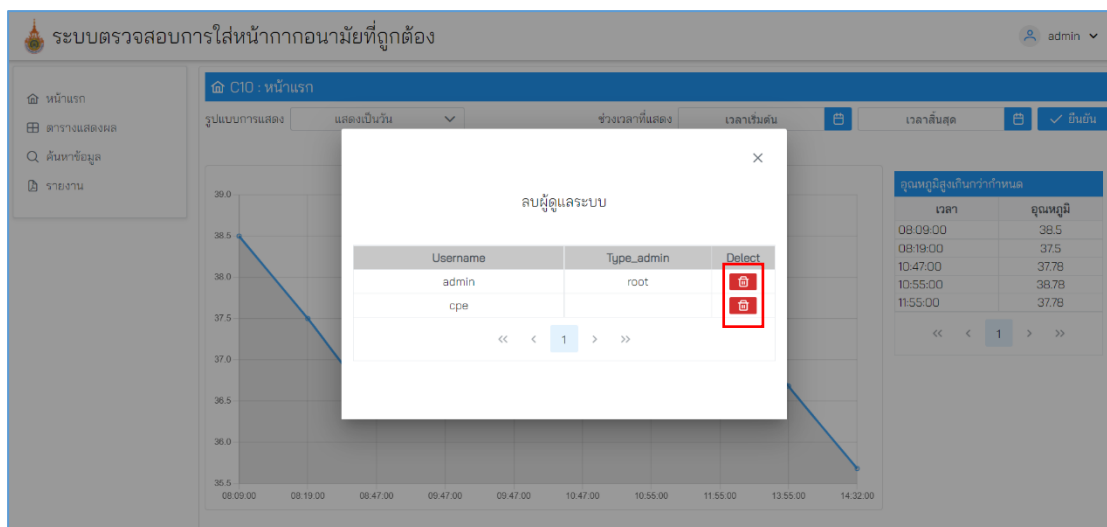 ระบบตรวจสอบการใส่หน้ากากอนามัยที่ถูกต้อง
admin
หน้าแรก
ตารางแสดงผล
ค้นหาข้อมูล
รายงาน
C10 : หน้าแรก
รูปแบบการแสดง แสดงเป็นวัน ช่วงเวลาที่แสดง เวลาเริ่มต้น เวลาสิ้นสุด ยืนยัน
ลบผู้ดูแลระบบ
Username Type_admin Delect
admin root
cpe
<< < 1 > >>
39.0
38.5
38.0
37.5
37.0
36.5
36.0
35.5
08:09:00 08:19:00 08.47.00 09.47.00 09.47.00 10.47.00 10:55:00 11:55:00 13:55:00 14:32:00
อุณหภูมิสูงเกินกว่ากำหนด
เวลา อุณหภูมิ
08:09:00 38.5
08:19:00 37.5
10:47:00 37.78
10:55:00 38.78
11:55:00 37.78
<< < 1 > >>